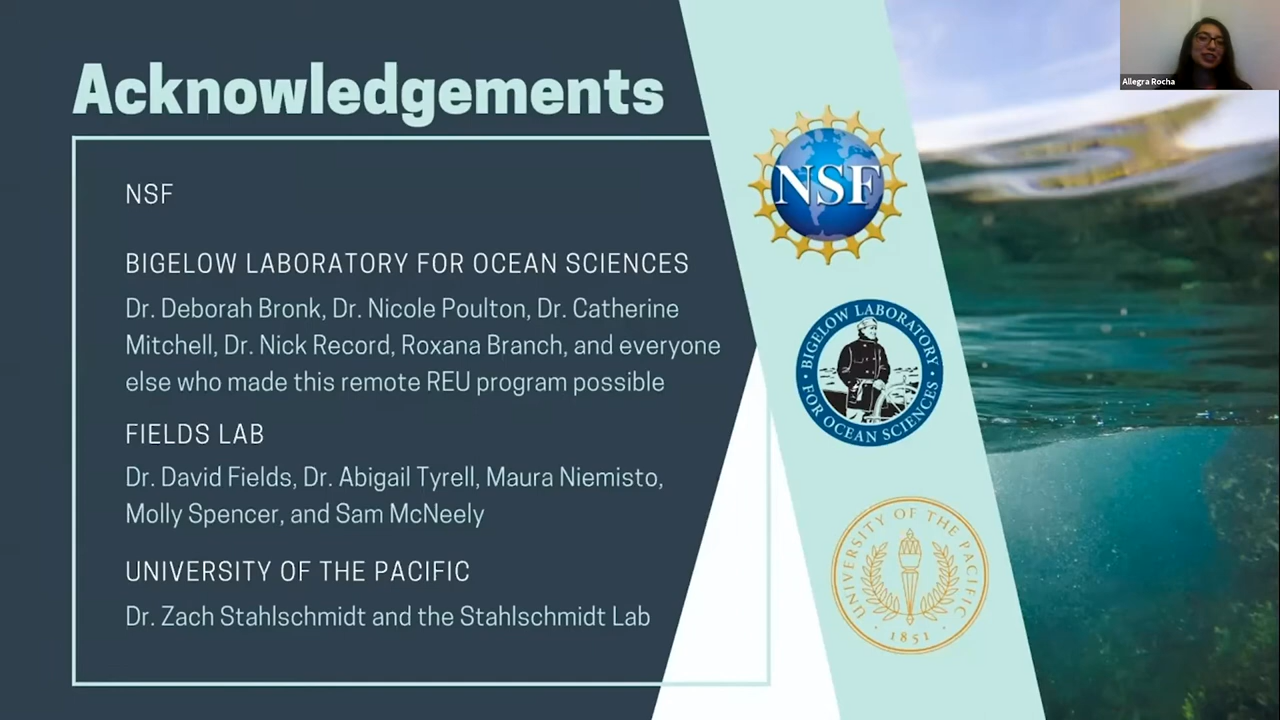 Acknowledgements
Allegra Rocha
NSF
BIGELOW LABORATORY FOR OCEAN SCIENCES
Dr. Deborah Bronk, Dr. Nicole Poulton, Dr. Catherine
Mitchell, Dr. Nick Record, Roxana Branch, and everyone
else who made this remote REU program possible
FIELDS LAB
Dr. David Fields, Dr. Abigail Tyrell, Maura Niemisto,
Molly Spencer, and Sam McNeely
UNIVERSITY OF THE PACIFIC
Dr. Zach Stahlschmidt and the Stahlschmidt Lab
NSF
BIGELOW LABORATORY
FOR OCEAN SCIENCES
UNIVERSITY OF THE PACIFIC
1851